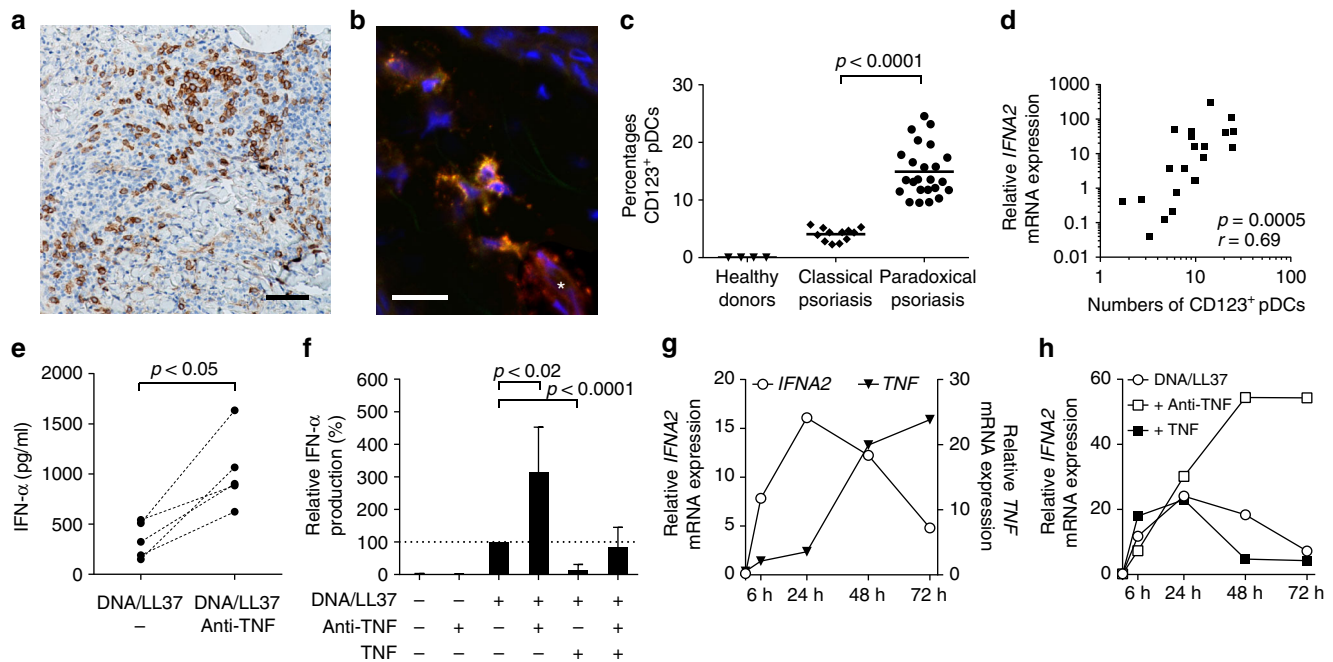 a
b
*
c
p < 0.0001
Percentages
CD123+ pDCs
30
20
10
0
Healthy
donors
Classical
psoriasis
Paradoxical
psoriasis
d
Relative IFNA2
mRNA expression
1000
100
10
1
0.1
0.01
p = 0.0005
r = 0.69
1
10
100
Numbers of CD123+ pDCs
e
p < 0.05
IFN-α (pg/ml)
2000
1500
1000
500
0
DNA/LL37
–
DNA/LL37
Anti-TNF
f
p < 0.02
p < 0.0001
Relative IFN-α
production (%)
600
500
400
300
200
100
0
DNA/LL37 – – + + + +
Anti-TNF – + – + – +
TNF – – – – + +
g
IFNA2
TNF
Relative IFNA2
mRNA expression
20
15
10
5
0
Relative TNF
mRNA expression
30
20
10
0
6 h
24 h
48 h
72 h
h
DNA/LL37
+ Anti-TNF
+ TNF
Relative IFNA2
mRNA expression
60
40
20
0
6 h
24 h
48 h
72 h